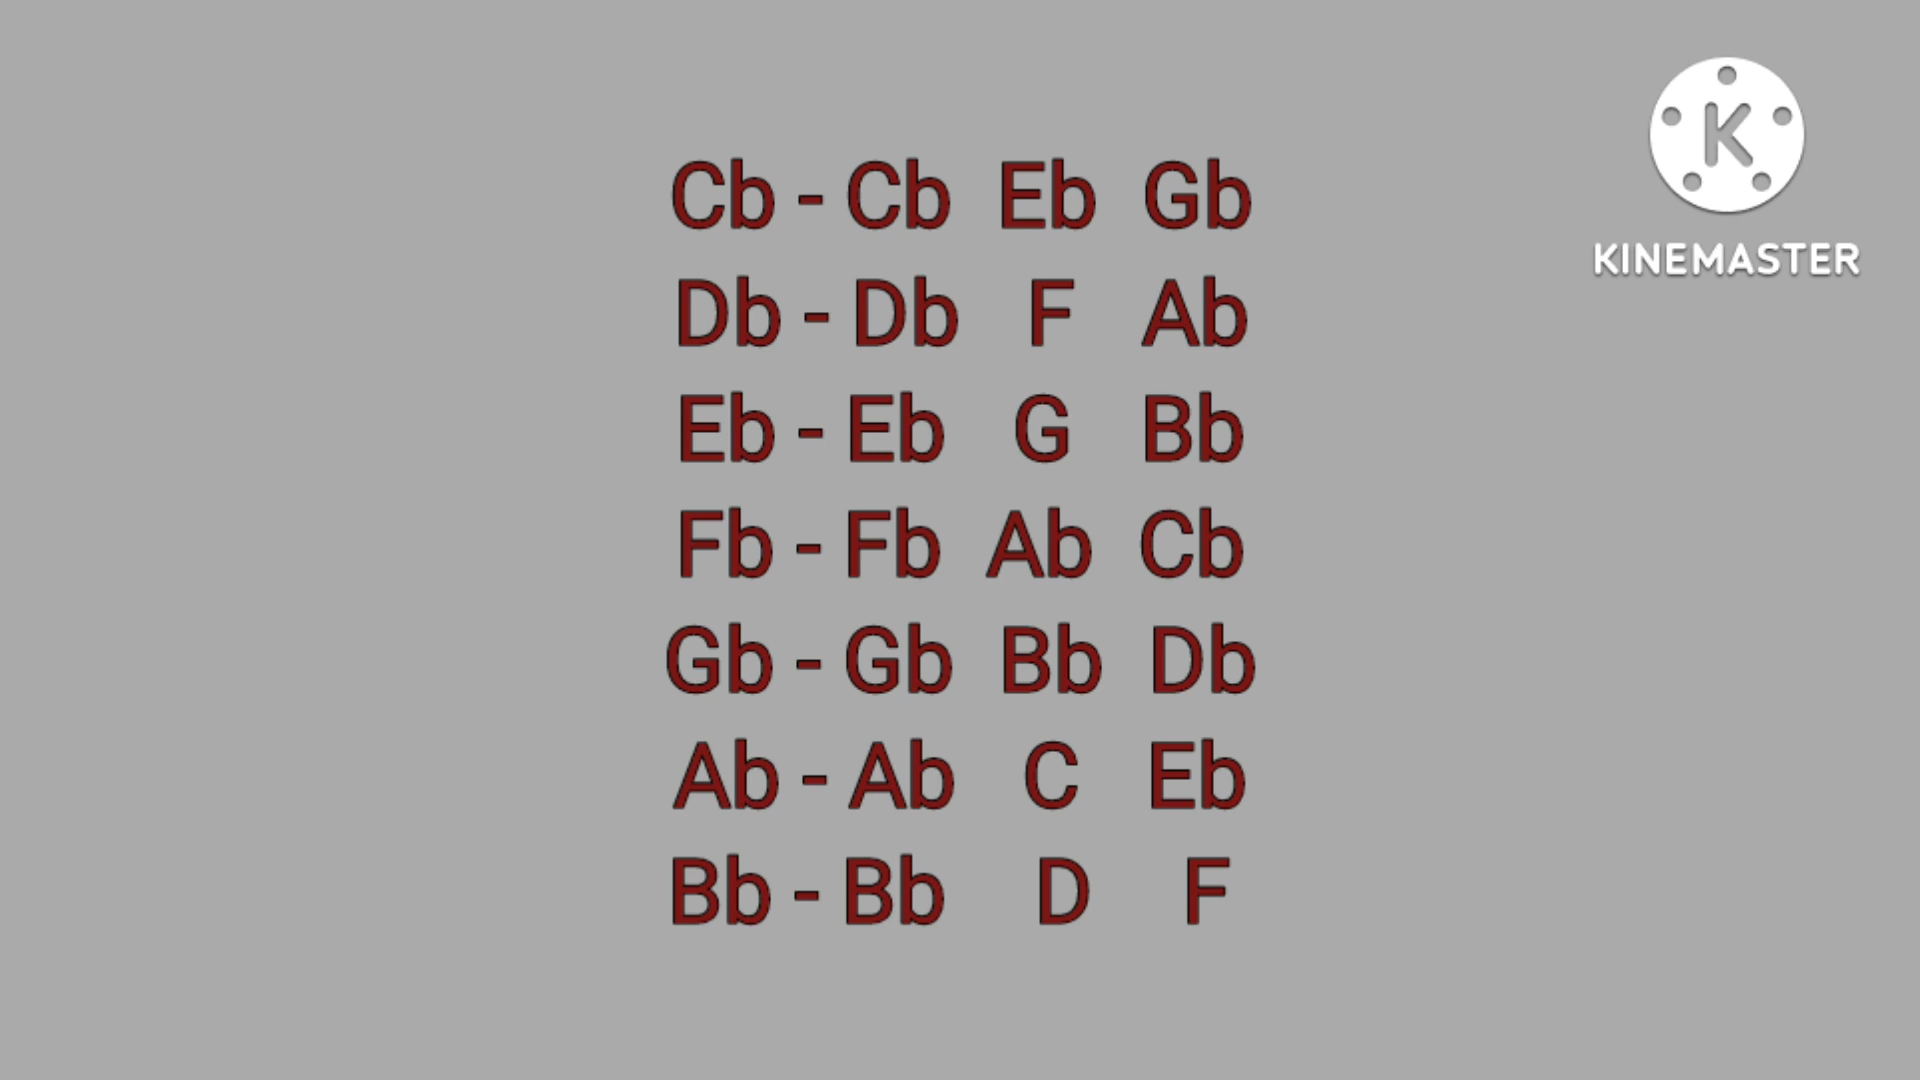 Cb - Cb Eb Gb
Db - Db F Ab
Eb - Eb G Bb
Fb - Fb Ab Cb
Gb - Gb Bb Db
Ab - Ab C Eb
Bb - Bb D F
K
KINEMASTER